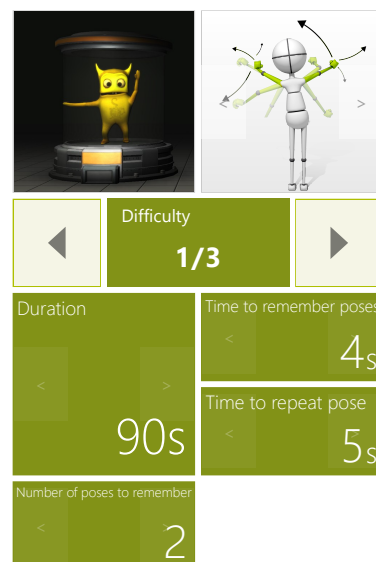 Difficulty
1/3
Duration
90s
Time to remember poses
4s
Time to repeat pose
5s
Number of poses to remember
2